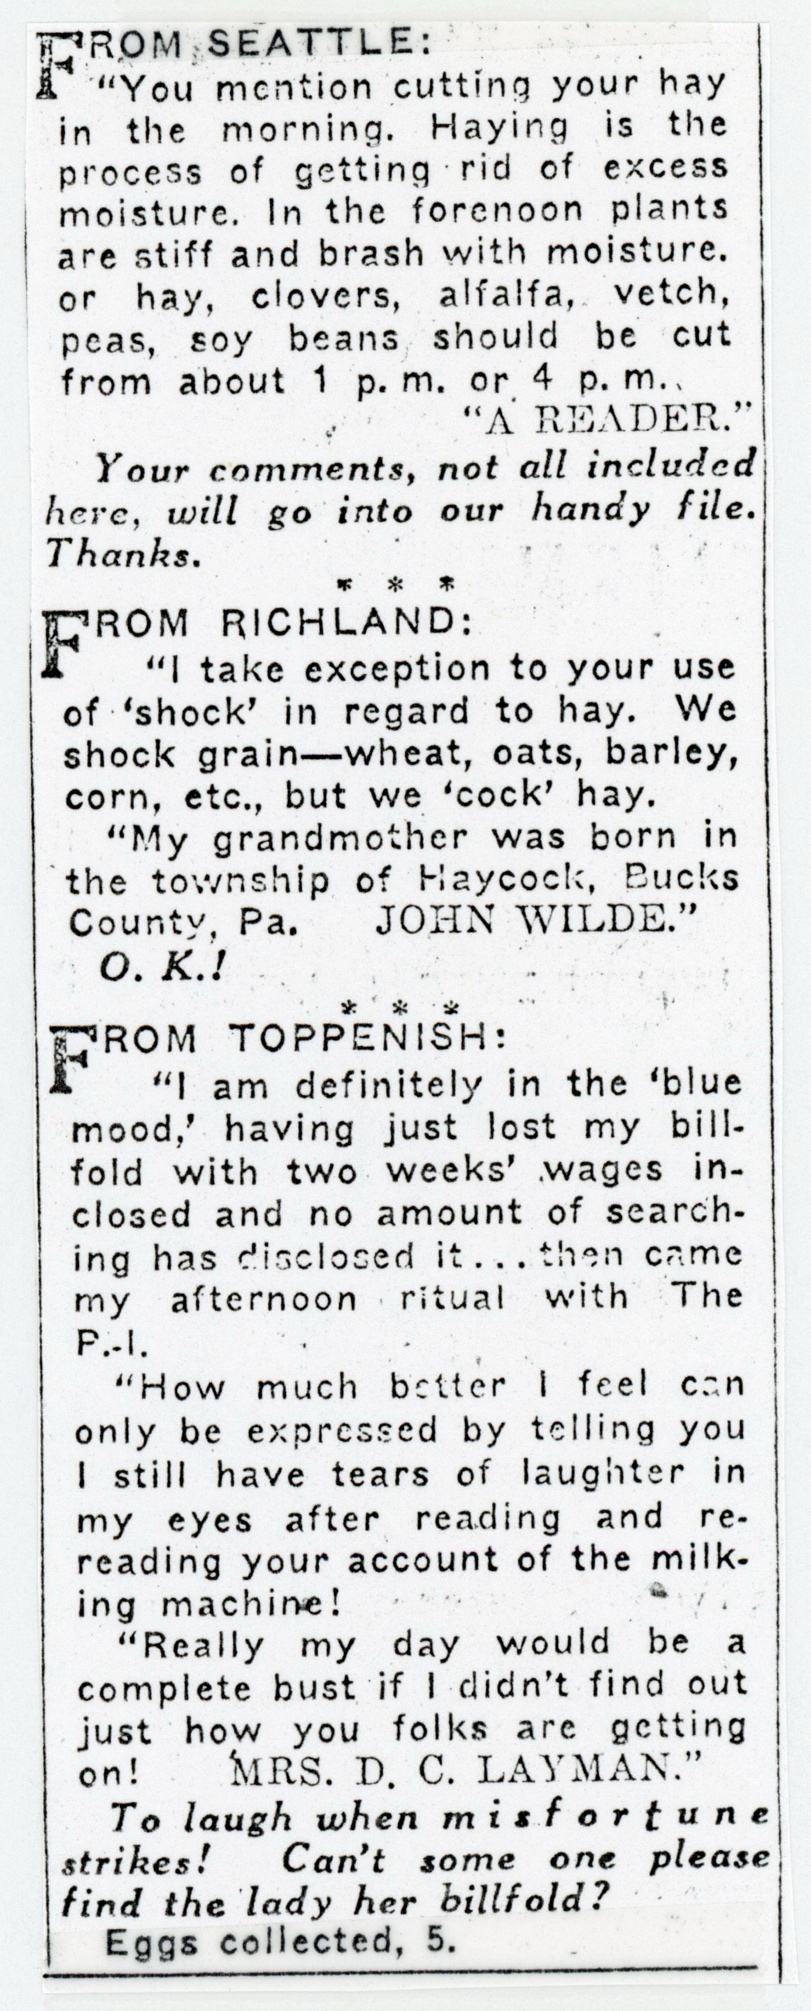 FROM SEATTLE:
"You mention cutting your hay
in the morning. Haying is the
process of getting rid of excess
moisture. In the forenoon plants
are stiff and brash with moisture.
or hay, clovers, alfalfa, vetch,
peas, soy beans should be cut
from about 1 p. m. or 4 p. m..
"A READER."
Your comments, not all included
here, will go into our handy file.
Thanks.
* * *
FROM RICHLAND:
"I take exception to your use
of 'shock' in regard to hay. We
shock grain—wheat, oats, barley,
corn, etc., but we 'cock' hay.
"My grandmother was born in
the township of Haycock, Bucks
County, Pa. JOHN WILDE."
O. K.!
* * *
FROM TOPPENISH:
"I am definitely in the 'blue
mood,' having just lost my bill-
fold with two weeks' wages in-
closed and no amount of search-
ing has disclosed it...then came
my afternoon ritual with The
P.-I.
"How much better I feel can
only be expressed by telling you
I still have tears of laughter in
my eyes after reading and re-
reading your account of the milk-
ing machine!
"Really my day would be a
complete bust if I didn't find out
just how you folks are getting
on! MRS. D. C. LAYMAN."
To laugh when misfortune
strikes! Can't some one please
find the lady her billfold?
Eggs collected, 5.